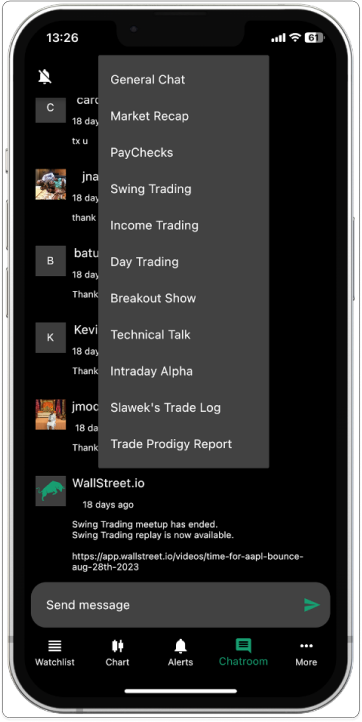 13:26
61
General Chat
Market Recap
PayChecks
Swing Trading
Income Trading
Day Trading
Breakout Show
Technical Talk
Intraday Alpha
Slawek's Trade Log
Trade Prodigy Report
C
carc
18 day
tx u
jna
18 da
thank
B
batu
18 da
Thank
K
Kevi
18 day
Thank
jmod
18 da
Thank
WallStreet.io
18 days ago
Swing Trading meetup has ended.
Swing Trading replay is now available.
https://app.wallstreet.io/videos/time-for-aapl-bounce-
aug-28th-2023
Send message
Watchlist
Chart
Alerts
Chatroom
More